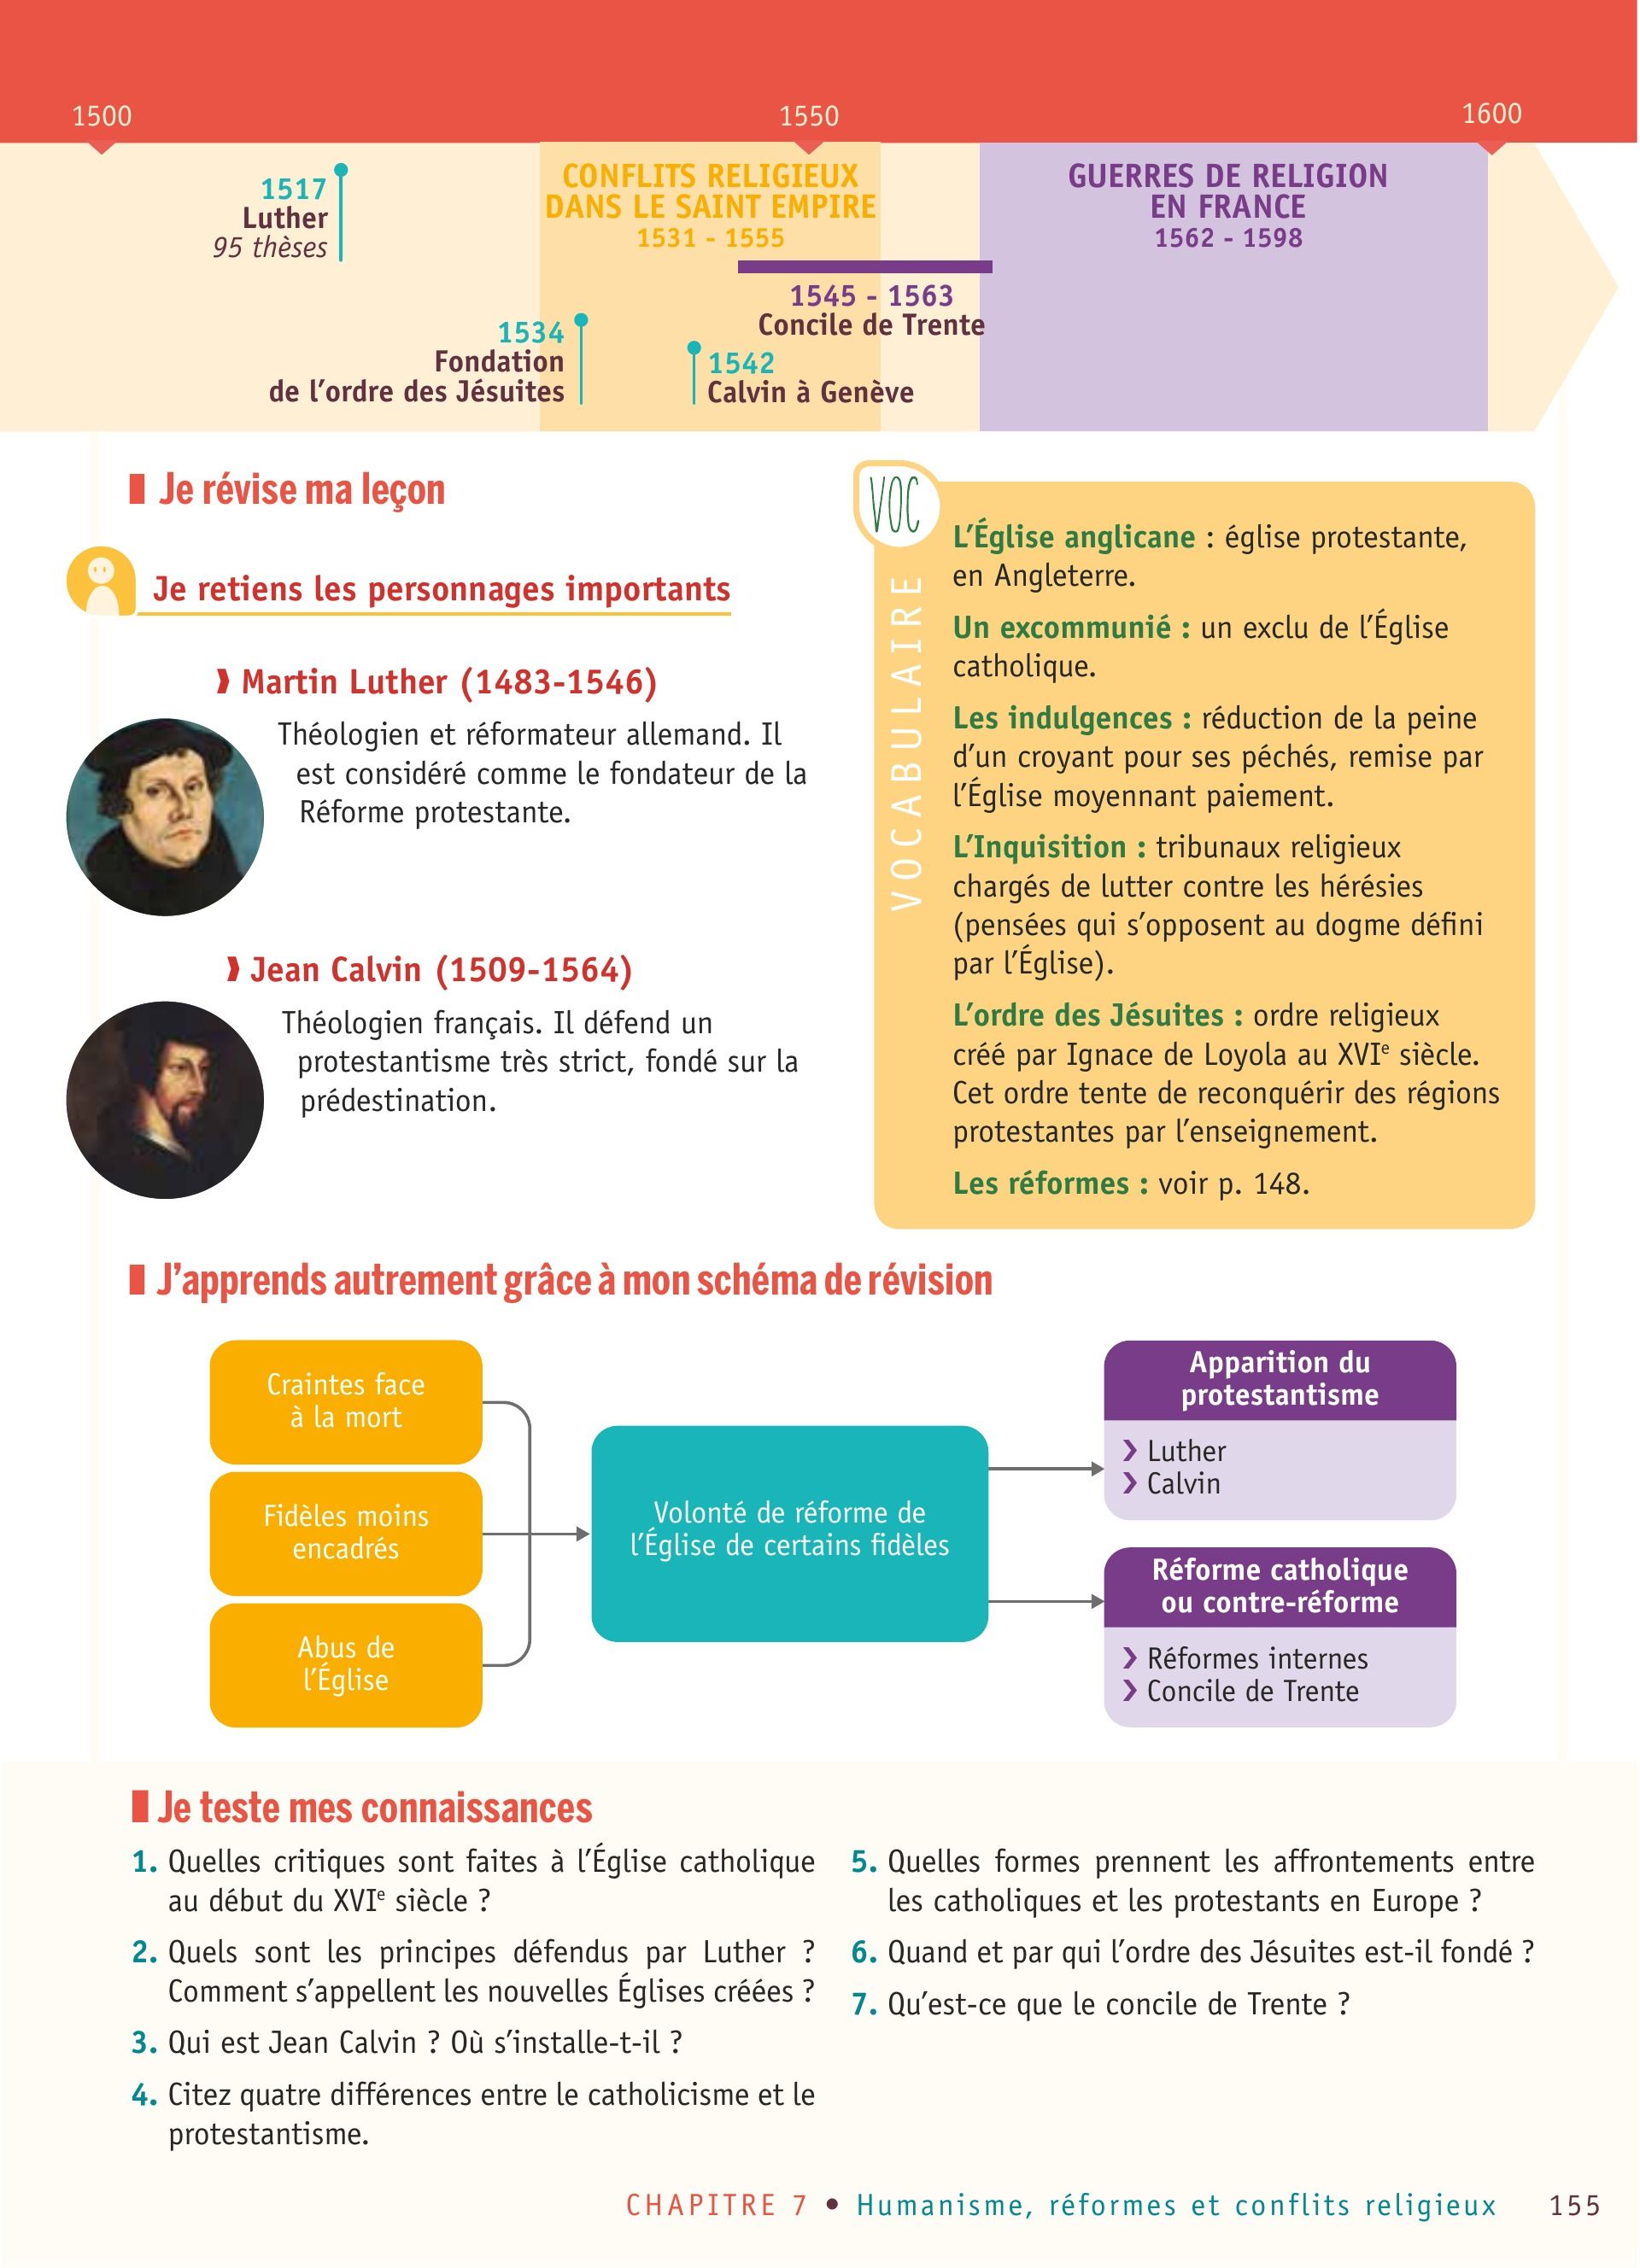 1500
1550
1600
1517
Luther
95 thèses
CONFLITS RELIGIEUX
DANS LE SAINT EMPIRE
1531 - 1555
GUERRES DE RELIGION
EN FRANCE
1562 - 1598
1545 - 1563
Concile de Trente
1534
Fondation
de l’ordre des Jésuites
1542
Calvin à Genève
Je révise ma leçon
Je retiens les personnages importants
Martin Luther (1483-1546)
Théologien et réformateur allemand. Il
est considéré comme le fondateur de la
Réforme protestante.
Jean Calvin (1509-1564)
Théologien français. Il défend un
protestantisme très strict, fondé sur la
prédestination.
VOC
VOCABULAIRE
L’Église anglicane : église protestante,
en Angleterre.
Un excommunié : un exclu de l’Église
catholique.
Les indulgences : réduction de la peine
d’un croyant pour ses péchés, remise par
l’Église moyennant paiement.
L’Inquisition : tribunaux religieux
chargés de lutter contre les hérésies
(pensées qui s’opposent au dogme défini
par l’Église).
L’ordre des Jésuites : ordre religieux
créé par Ignace de Loyola au XVIe siècle.
Cet ordre tente de reconquérir des régions
protestantes par l’enseignement.
Les réformes : voir p. 148.
J’apprends autrement grâce à mon schéma de révision
Craintes face
à la mort
Fidèles moins
encadrés
Abus de
l’Église
Volonté de réforme de
l’Église de certains fidèles
Apparition du
protestantisme
❯ Luther
❯ Calvin
Réforme catholique
ou contre-réforme
❯ Réformes internes
❯ Concile de Trente
Je teste mes connaissances
1. Quelles critiques sont faites à l’Église catholique
au début du XVIe siècle ?
2. Quels sont les principes défendus par Luther ?
Comment s’appellent les nouvelles Églises créées ?
3. Qui est Jean Calvin ? Où s’installe-t-il ?
4. Citez quatre différences entre le catholicisme et le
protestantisme.
5. Quelles formes prennent les affrontements entre
les catholiques et les protestants en Europe ?
6. Quand et par qui l’ordre des Jésuites est-il fondé ?
7. Qu’est-ce que le concile de Trente ?
CHAPITRE 7 • Humanisme, réformes et conflits religieux 155